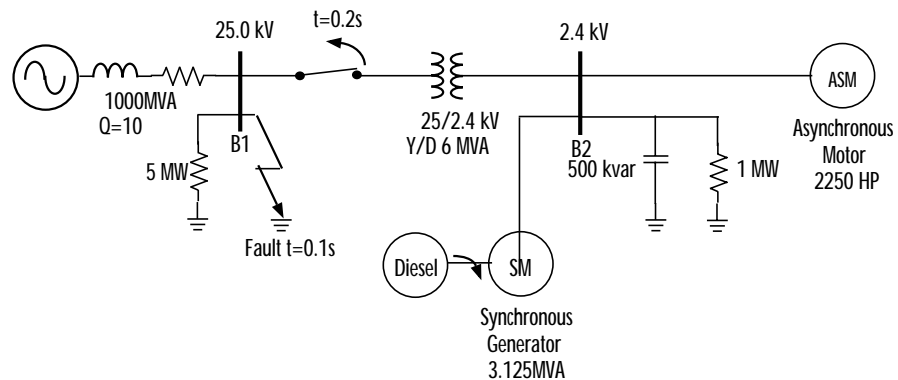 t=0.2s
25.0 kV
2.4 kV
1000MVA
Q=10
B1
5 MW
Fault t=0.1s
25/2.4 kV
Y/D 6 MVA
B2
500 kvar
1 MW
ASM
Asynchronous
Motor
2250 HP
Diesel
SM
Synchronous
Generator
3.125MVA